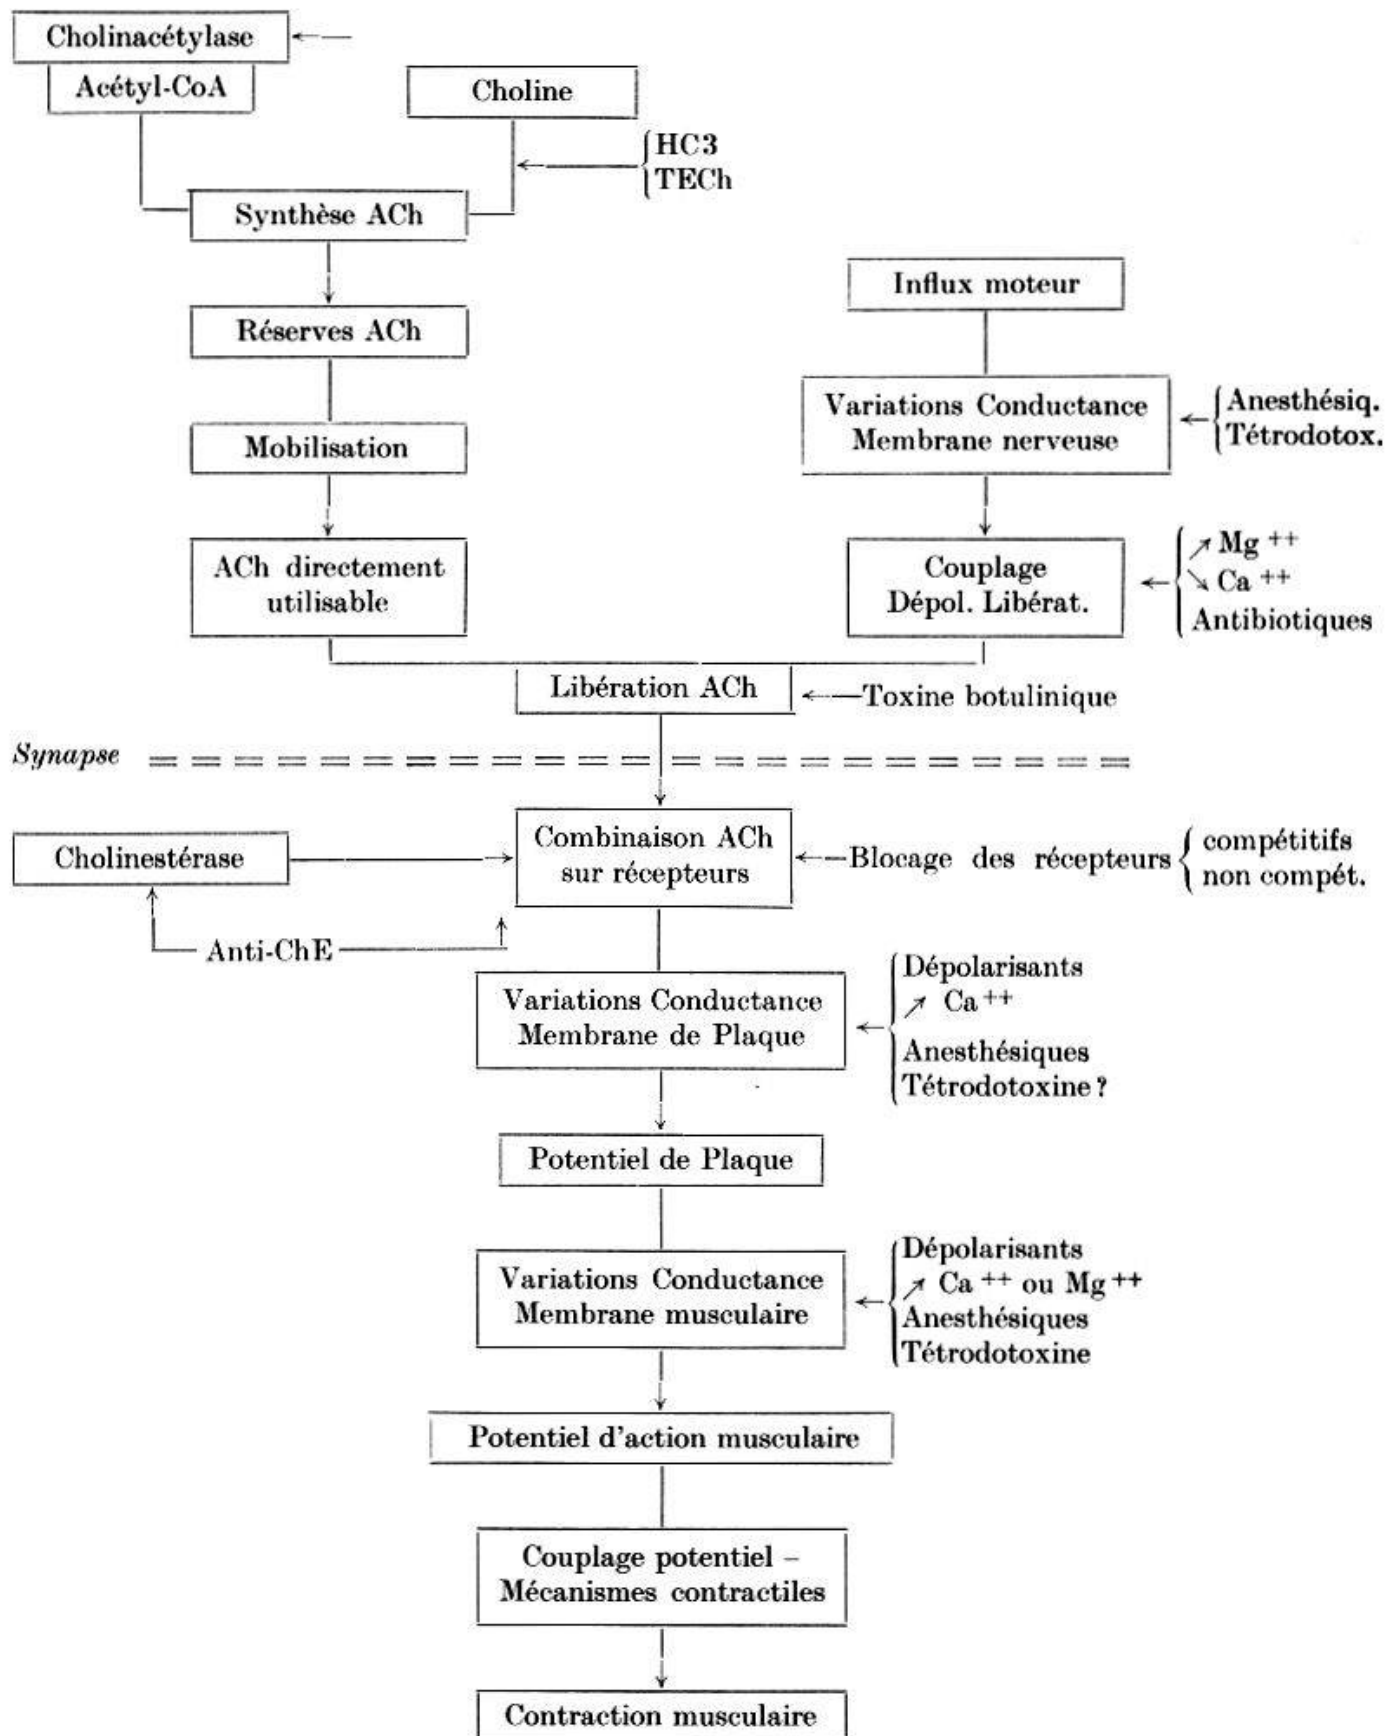 Cholinacétylase
Acétyl-CoA
Choline
HC3
TECh
Synthèse ACh
Réserves ACh
Mobilisation
ACh directement
utilisable
Influx moteur
Variations Conductance
Membrane nerveuse
Anesthésiq.
Tétrodotox.
Couplage
Dépol. Libérat.
↗ Mg ++
↘ Ca ++
Antibiotiques
Libération ACh
Toxine botulinique
Synapse
Cholinestérase
Combinaison ACh
sur récepteurs
Blocage des récepteurs
compétitifs
non compét.
Anti-ChE
Variations Conductance
Membrane de Plaque
Dépolarisants
↗ Ca ++
Anesthésiques
Tétrodotoxine ?
Potentiel de Plaque
Variations Conductance
Membrane musculaire
Dépolarisants
↗ Ca ++ ou Mg ++
Anesthésiques
Tétrodotoxine
Potentiel d'action musculaire
Couplage potentiel –
Mécanismes contractiles
Contraction musculaire